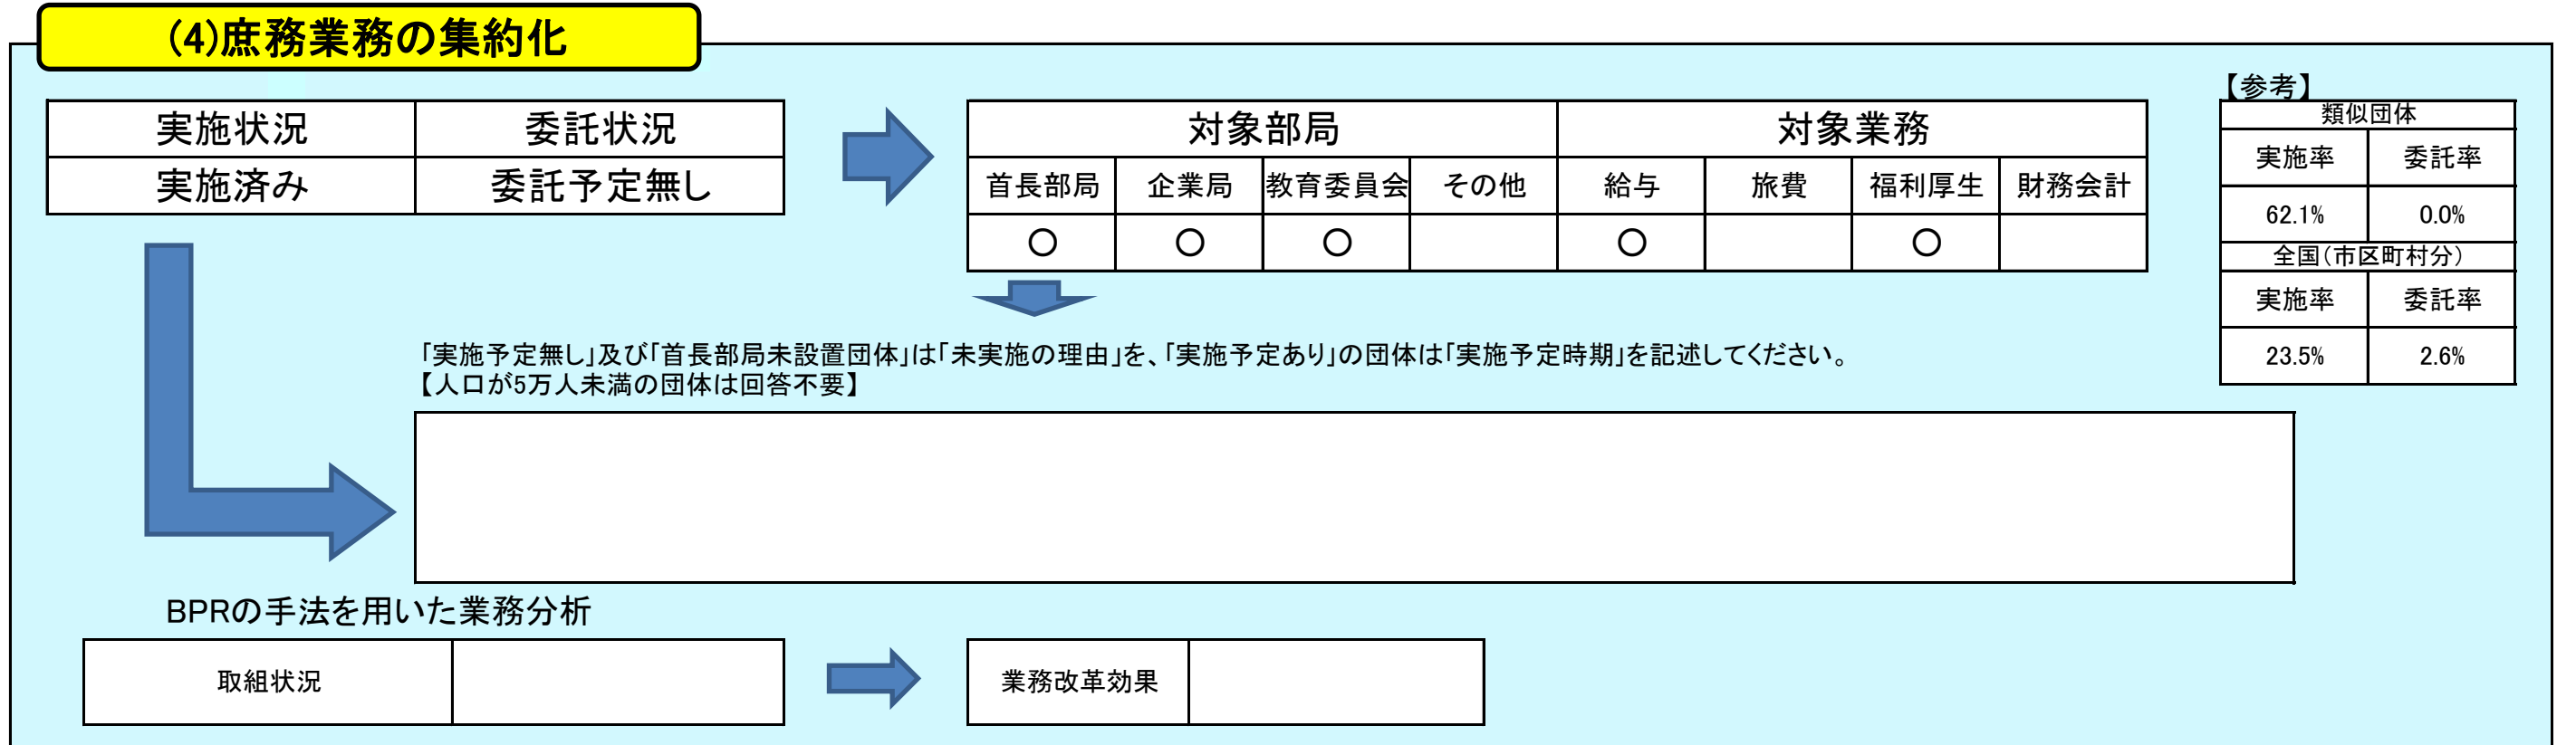 (4)庶務業務の集約化
実施状況 委託状況
実施済み 委託予定無し
対象部局 対象業務
首長部局 企業局 教育委員会 その他 給与 旅費 福利厚生 財務会計
○ ○ ○ ○ ○
【参考】
類似団体
実施率 委託率
62.1% 0.0%
全国(市区町村分)
実施率 委託率
23.5% 2.6%
「実施予定無し」及び「首長部局未設置団体」は「未実施の理由」を、「実施予定あり」の団体は「実施予定時期」を記述してください。
【人口が5万人未満の団体は回答不要】
BPRの手法を用いた業務分析
取組状況
業務改革効果